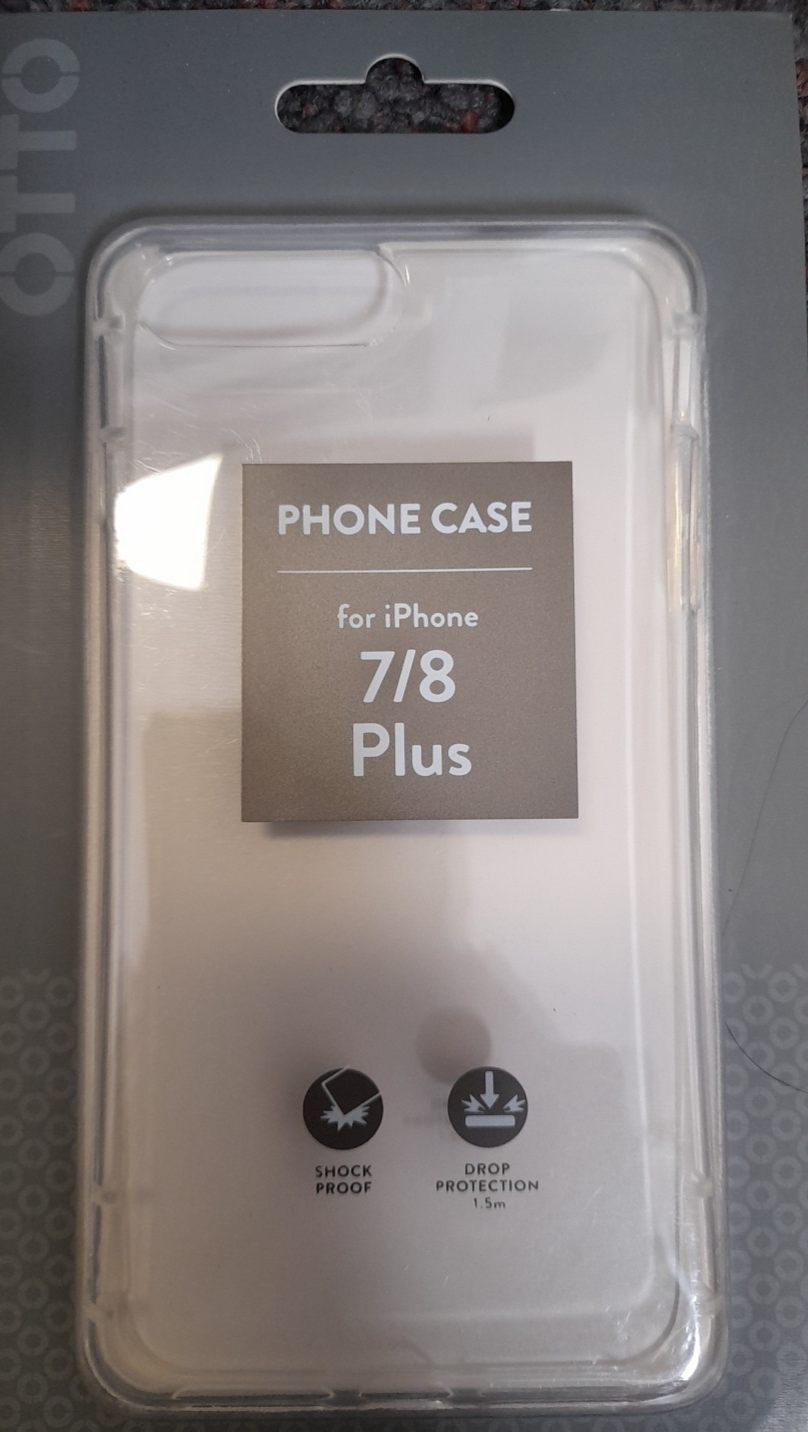 OTTO
PHONE CASE
for iPhone
7/8
Plus
SHOCK
PROOF
DROP
PROTECTION
1.5m